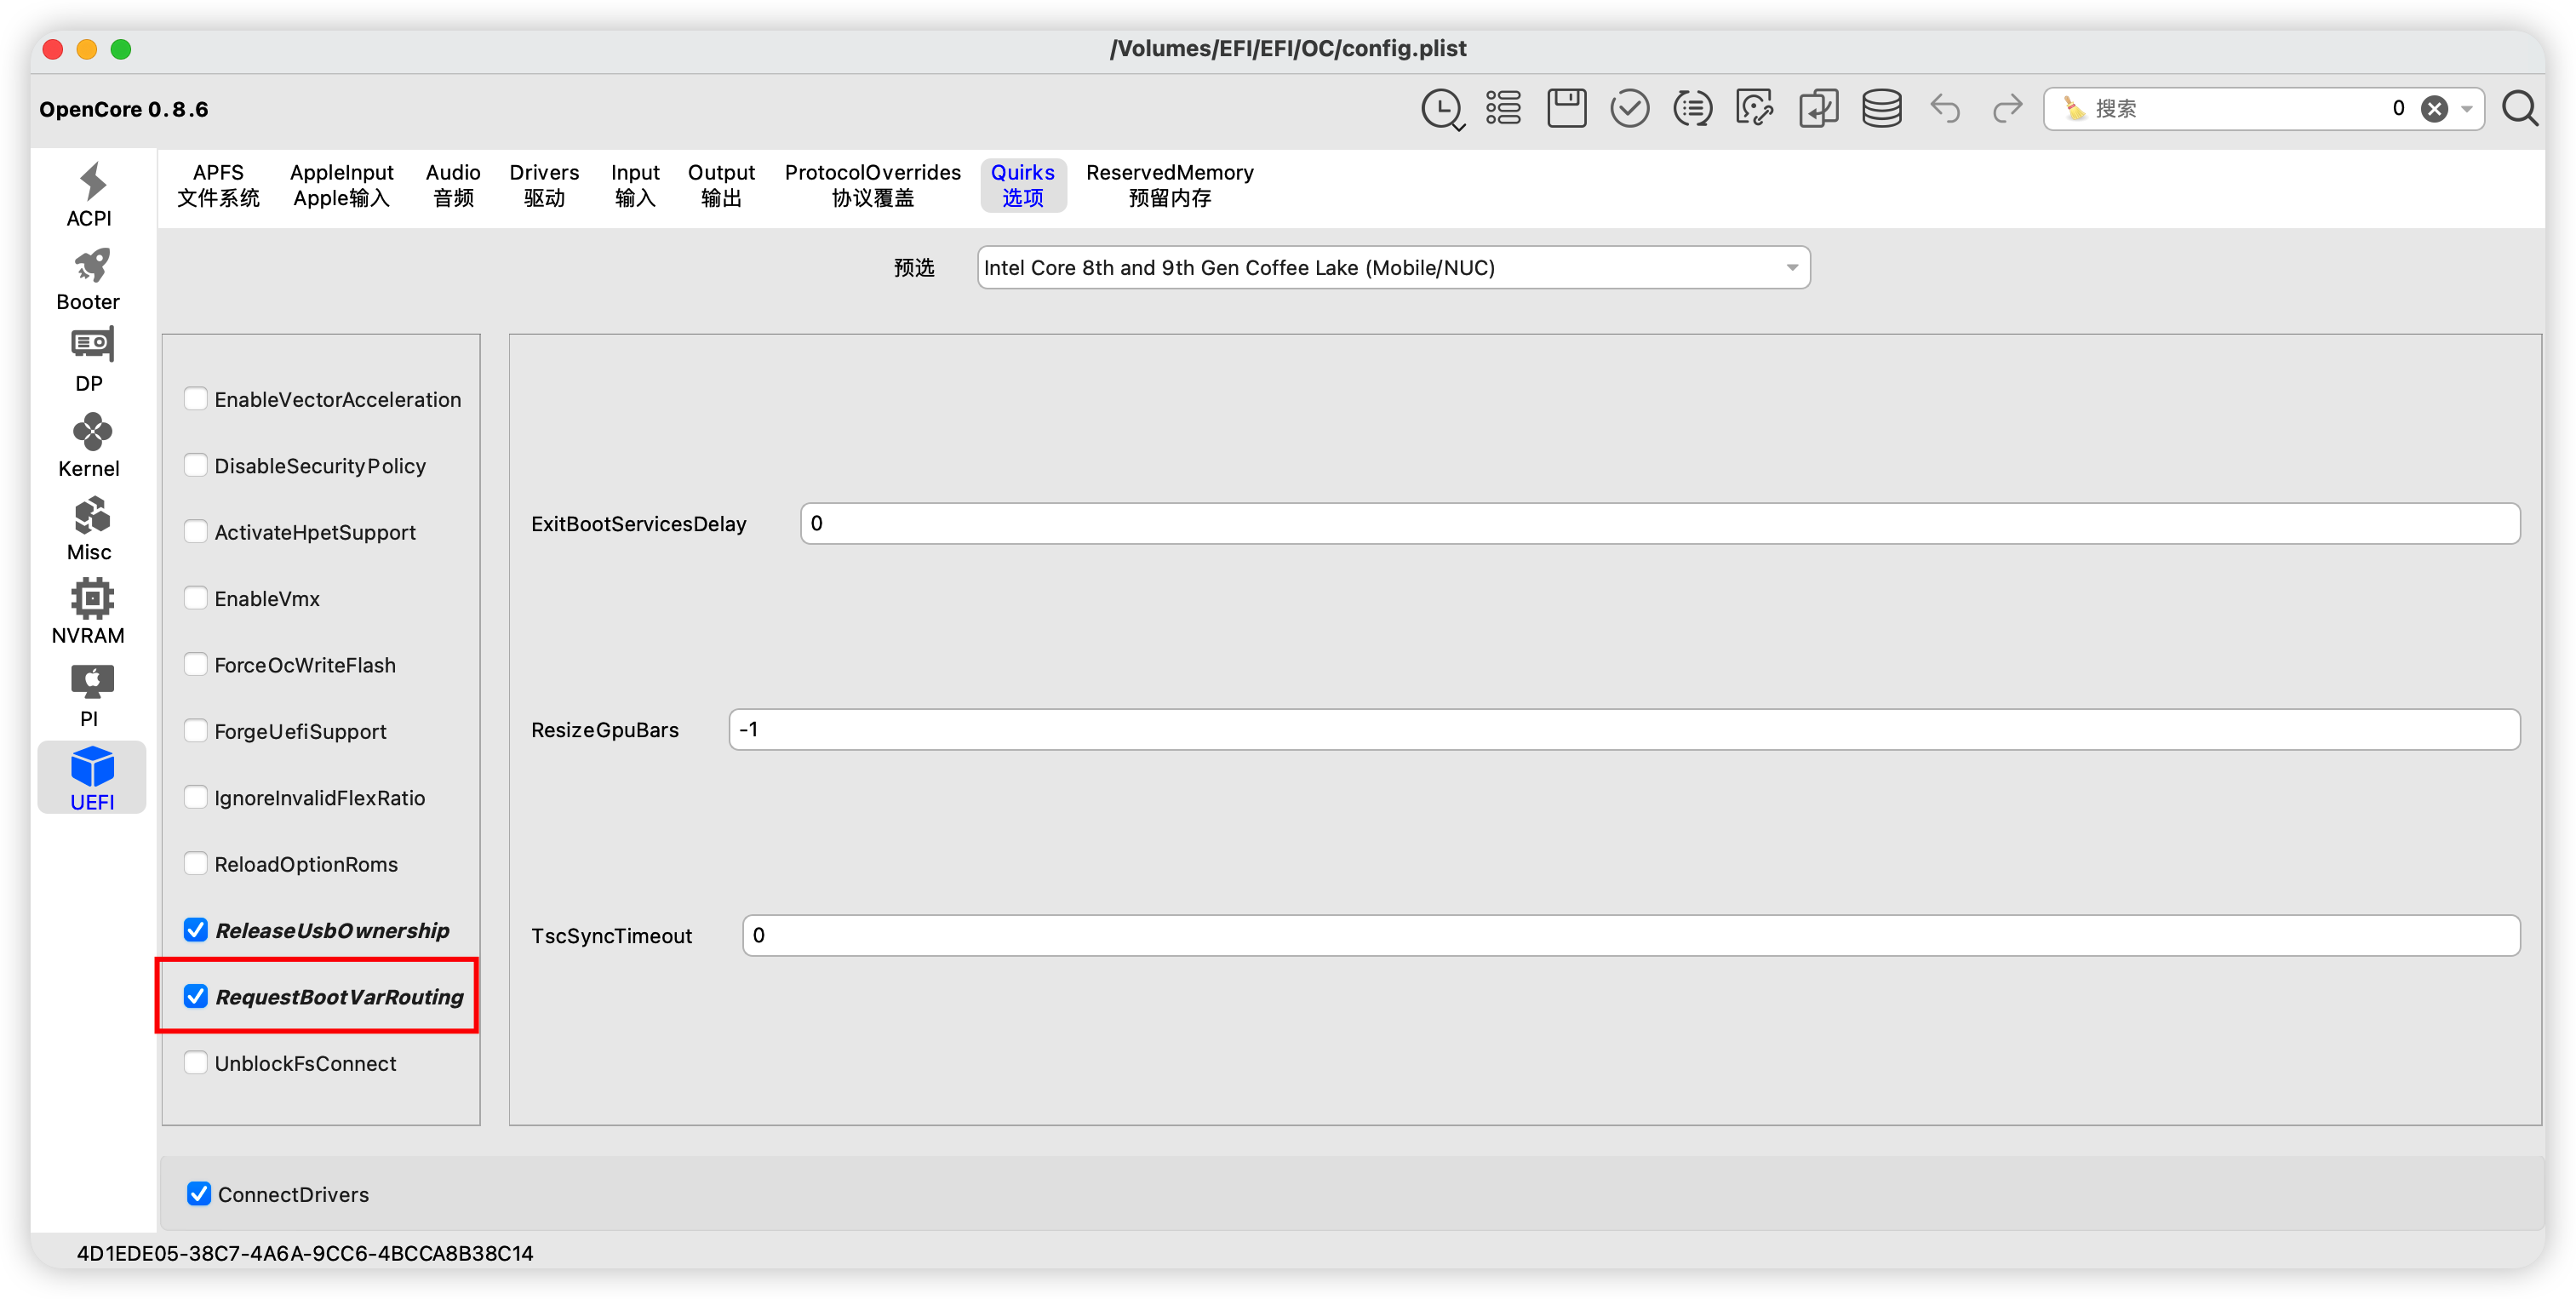 /Volumes/EFI/EFI/OC/config.plist
OpenCore 0.8.6
搜索
0
ACPI
Booter
DP
Kernel
Misc
NVRAM
PI
UEFI
APFS
文件系统
AppleInput
Apple输入
Audio
音频
Drivers
驱动
Input
输入
Output
输出
ProtocolOverrides
协议覆盖
Quirks
选项
ReservedMemory
预留内存
预选
Intel Core 8th and 9th Gen Coffee Lake (Mobile/NUC)
EnableVectorAcceleration
DisableSecurityPolicy
ActivateHpetSupport
EnableVmx
ForceOcWriteFlash
ForgeUefiSupport
IgnoreInvalidFlexRatio
ReloadOptionRoms
ReleaseUsbOwnership
RequestBootVarRouting
UnblockFsConnect
ExitBootServicesDelay
0
ResizeGpuBars
-1
TscSyncTimeout
0
ConnectDrivers
4D1EDE05-38C7-4A6A-9CC6-4BCCA8B38C14